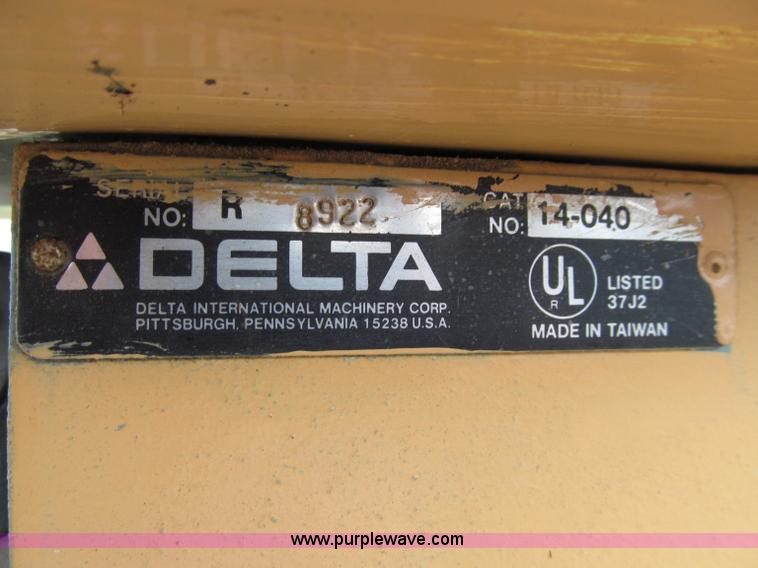 SERIAL
NO: R 8922
CAT.
NO: 14-040
DELTA
DELTA INTERNATIONAL MACHINERY CORP.
PITTSBURGH, PENNSYLVANIA 15238 U.S.A.
UL
R
LISTED
37J2
MADE IN TAIWAN
www.purplewave.com